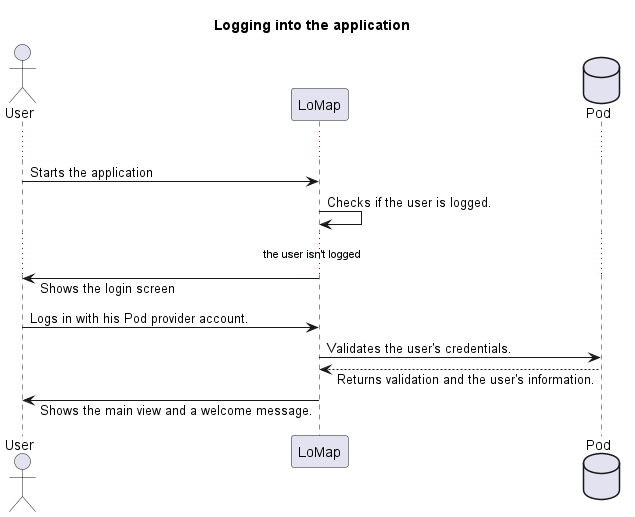 Logging into the application
User
LoMap
Pod
Starts the application
Checks if the user is logged.
the user isn't logged
Shows the login screen
Logs in with his Pod provider account.
Validates the user's credentials.
Returns validation and the user's information.
Shows the main view and a welcome message.
User
LoMap
Pod